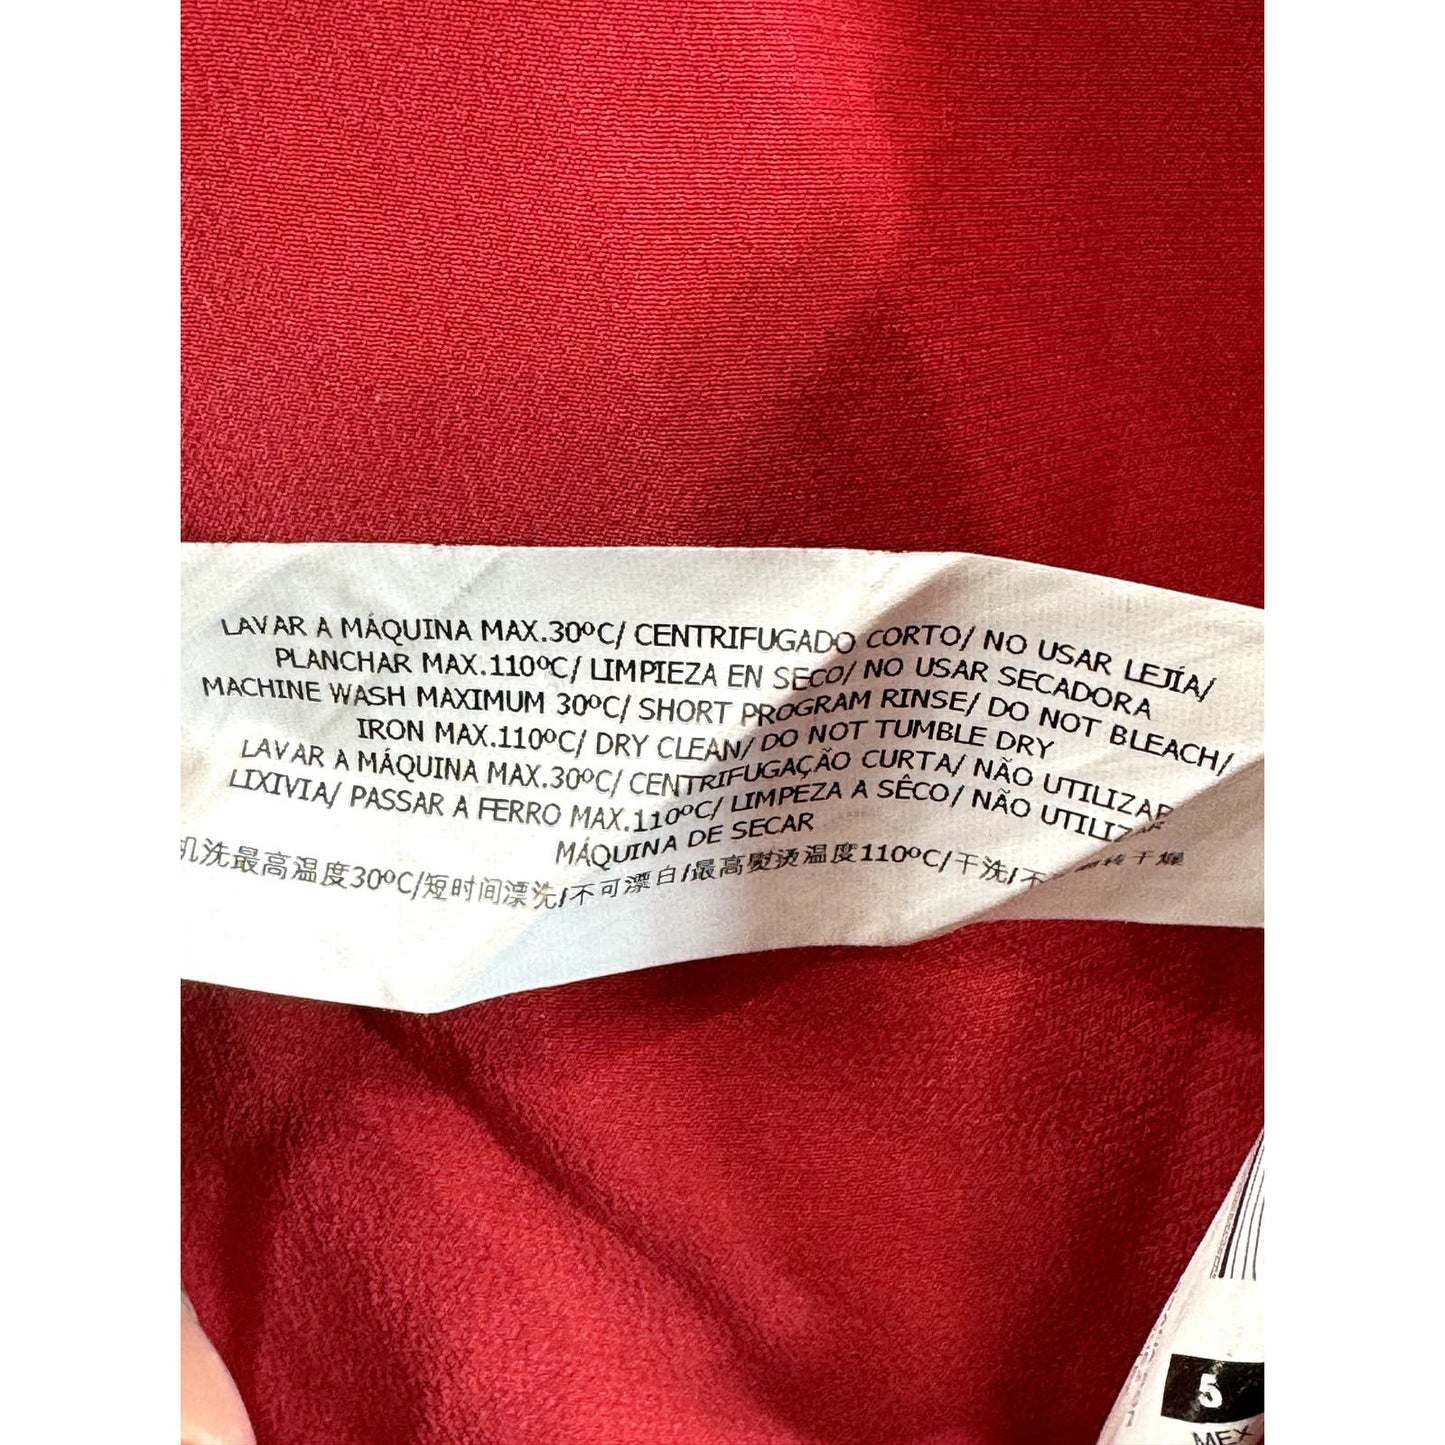 LAVAR A MÁQUINA MAX.30ºC/ CENTRIFUGADO CORTO/ NO USAR LEJÍA/
PLANCHAR MAX.110ºC/ LIMPIEZA EN SECO/ NO USAR SECADORA
MACHINE WASH MAXIMUM 30ºC/ SHORT PROGRAM RINSE/ DO NOT BLEACH/
IRON MAX.110ºC/ DRY CLEAN/ DO NOT TUMBLE DRY
LAVAR A MÁQUINA MAX.30ºC/ CENTRIFUGAÇÃO CURTA/ NÃO UTILIZAR
LIXIVIA/ PASSAR A FERRO MAX.110ºC/ LIMPEZA A SÊCO/ NÃO UTILIZAR
MÁQUINA DE SECAR
机洗最高温度30ºC/短时间漂洗/不可漂白/最高熨烫温度110ºC/干洗/不
5
MEX